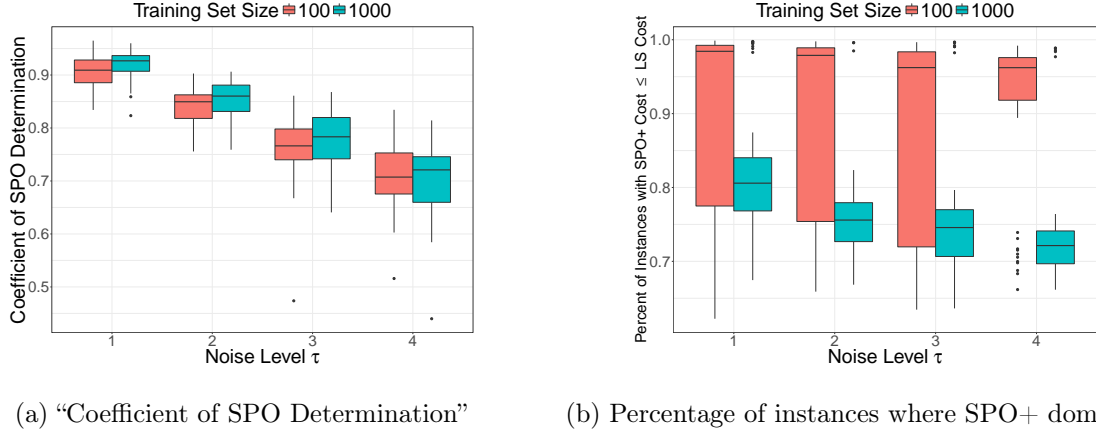 Training Set Size 100 1000
Coefficient of SPO Determination
0.9
0.8
0.7
0.6
0.5
1 2 3 4
Noise Level τ
(a) “Coefficient of SPO Determination”
Training Set Size 100 1000
Percent of Instances with SPO+ Cost ≤ LS Cost
1.0
0.9
0.8
0.7
1 2 3 4
Noise Level τ
(b) Percentage of instances where SPO+ dom